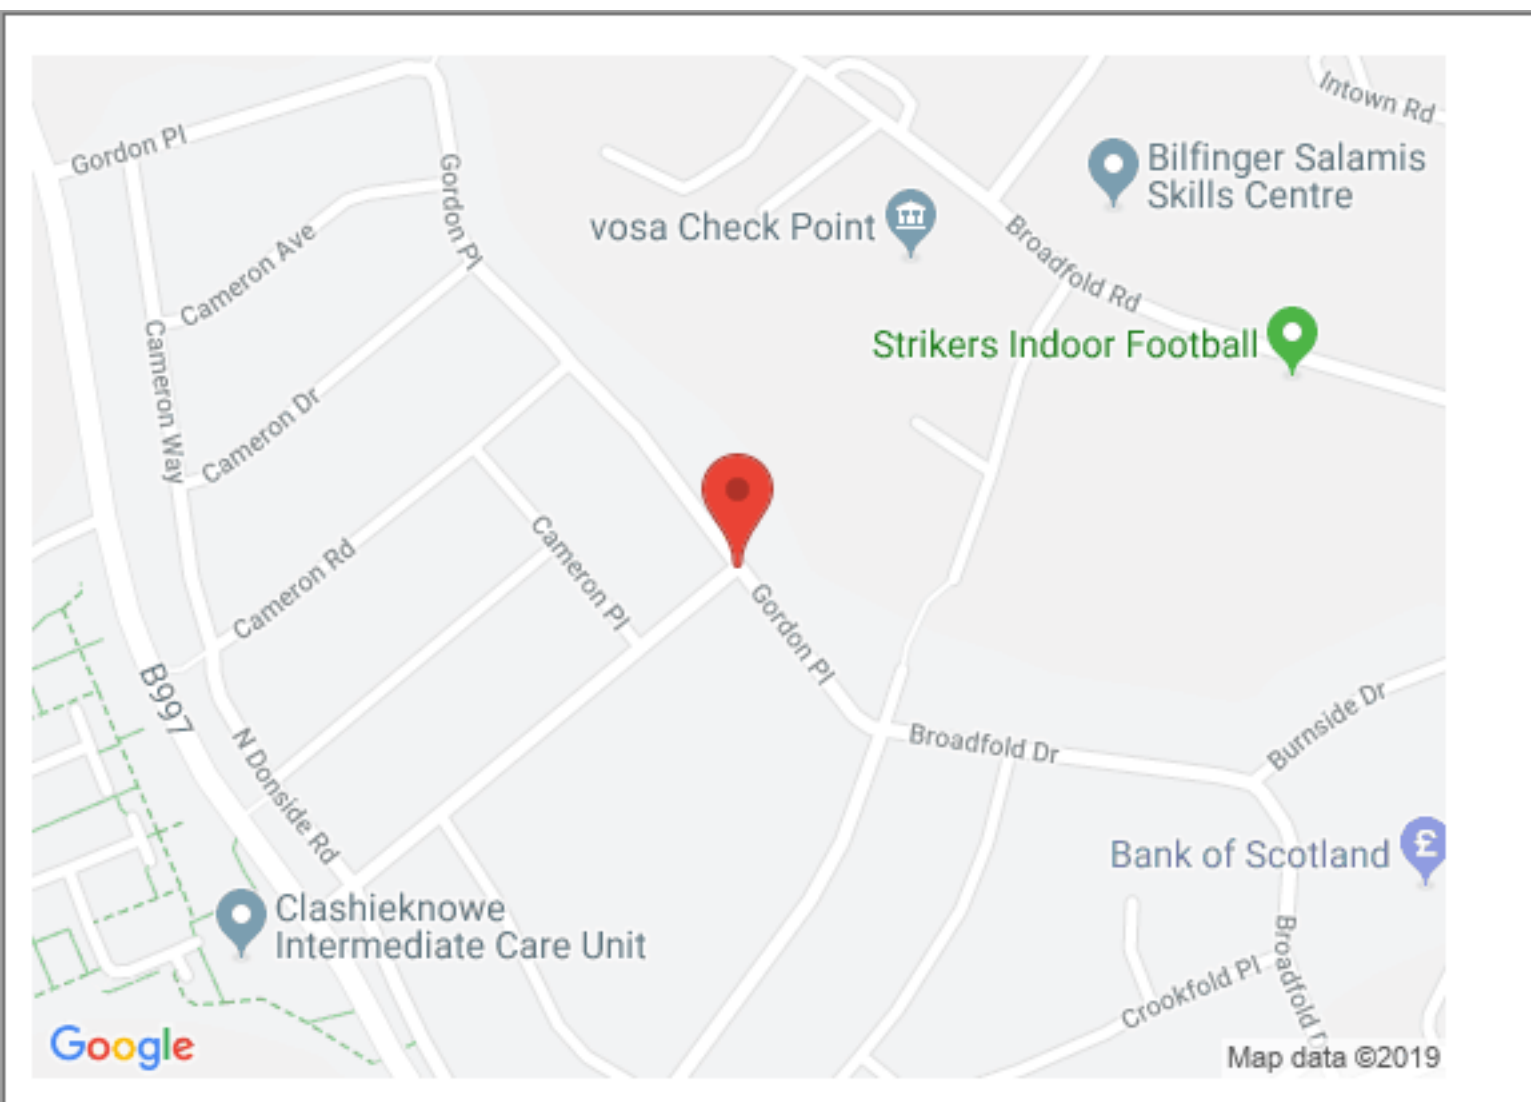 Intown Rd
Gordon Pl
Bilfinger Salamis
Skills Centre
Gordon Pl
vosa Check Point
Broadfold Rd
Cameron Ave
Strikers Indoor Football
Cameron Way
Cameron Dr
Cameron Rd
Cameron Pl
Gordon Pl
B997
N Donside Rd
Broadfold Dr
Burnside Dr
Bank of Scotland
£
Clashieknowe
Intermediate Care Unit
Crookfold Pl
Broadfold D
Google
Map data ©2019